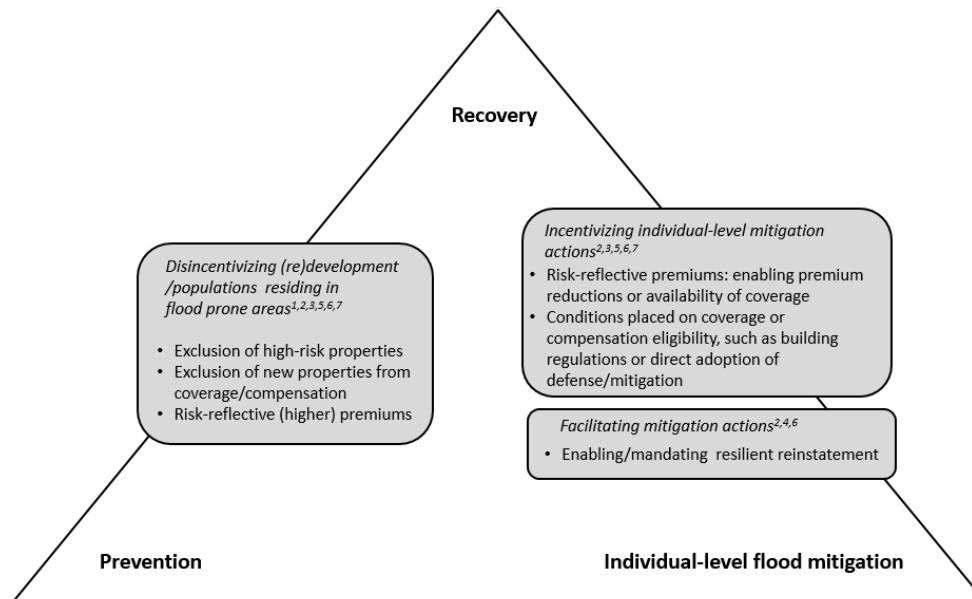 Recovery
Disincentivizing (re)development
/populations residing in
flood prone areas1,2,3,5,6,7
• Exclusion of high-risk properties
• Exclusion of new properties from
coverage/compensation
• Risk-reflective (higher) premiums
Incentivizing individual-level mitigation
actions2,3,5,6,7
• Risk-reflective premiums: enabling premium
reductions or availability of coverage
• Conditions placed on coverage or
compensation eligibility, such as building
regulations or direct adoption of
defense/mitigation
Facilitating mitigation actions2,4,6
• Enabling/mandating resilient reinstatement
Prevention
Individual-level flood mitigation